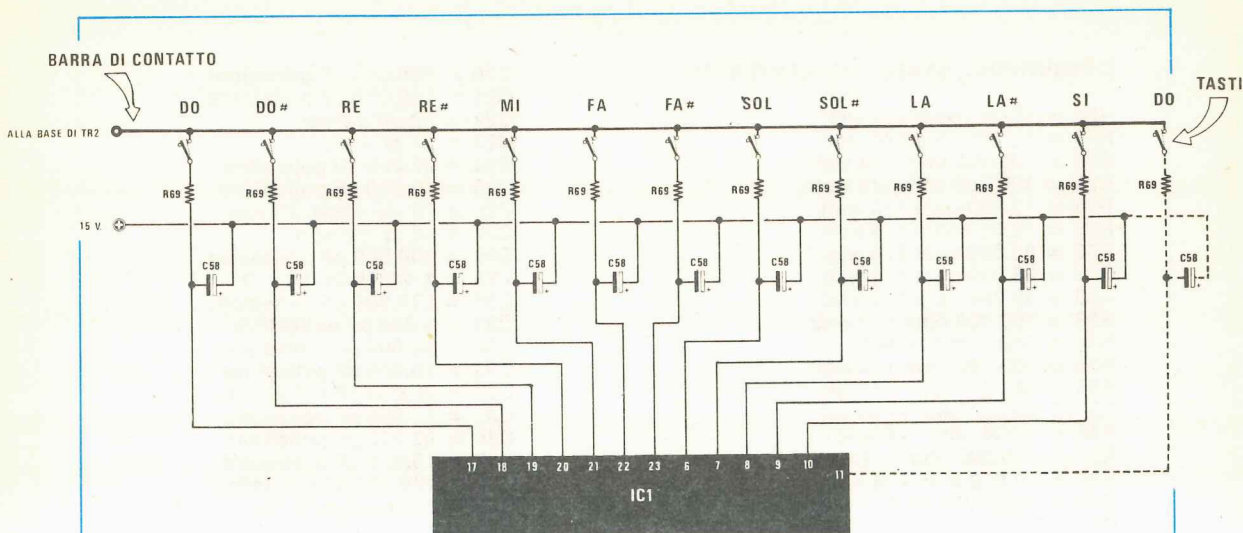 BARRA DI CONTATTO
TASTI
DO DO# RE RE# MI FA FA# SOL SOL# LA LA# SI DO
ALLA BASE DI TR2
R69 R69 R69 R69 R69 R69 R69 R69 R69 R69 R69 R69 R69
15 V.
C58 C58 C58 C58 C58 C58 C58 C58 C58 C58 C58 C58 C58
+ + + + + + + + + + + + +
17 18 19 20 21 22 23 6 7 8 9 10 11
IC1